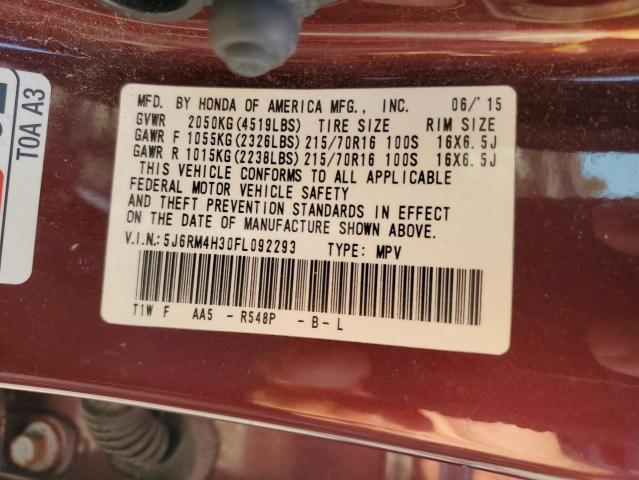 MFD. BY HONDA OF AMERICA MFG., INC. 06/'15
GVWR 2050KG(4519LBS) TIRE SIZE RIM SIZE
GAWR F 1055KG(2326LBS) 215/70R16 100S 16X6.5J
GAWR R 1015KG(2238LBS) 215/70R16 100S 16X6.5J
THIS VEHICLE CONFORMS TO ALL APPLICABLE
FEDERAL MOTOR VEHICLE SAFETY
AND THEFT PREVENTION STANDARDS IN EFFECT
ON THE DATE OF MANUFACTURE SHOWN ABOVE.
V.I.N.:5J6RM4H30FL092293 TYPE: MPV
T1W F AA5 - R548P - B - L
TOA A3